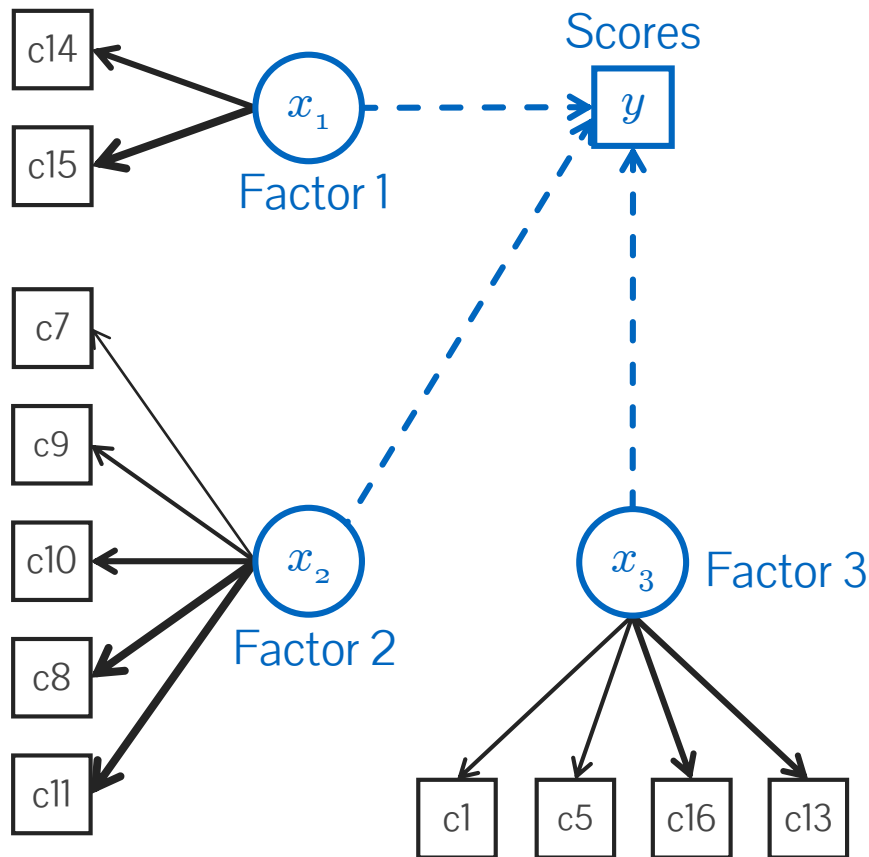 Scores
c14
x₁
y
c15
Factor 1
c7
c9
c10
x₂
x₃
Factor 3
c8
Factor 2
c11
c1
c5
c16
c13